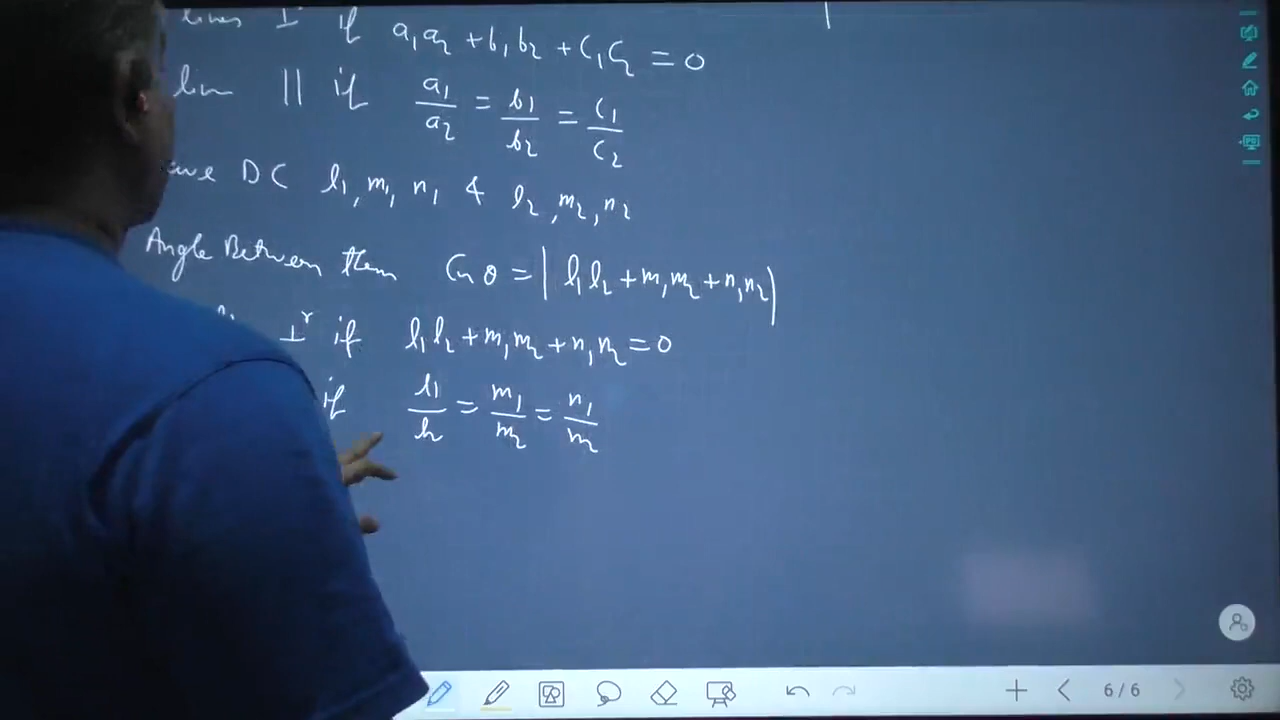 lines ⊥ if a₁a₂ + b₁b₂ + c₁c₂ = 0
line || if a₁/a₂ = b₁/b₂ = c₁/c₂
DC l₁, m₁, n₁ & l₂, m₂, n₂
Angle Between them Cos θ = | l₁l₂ + m₁m₂ + n₁n₂ |
⊥ʳ if l₁l₂ + m₁m₂ + n₁n₂ = 0
if l₁/l₂ = m₁/m₂ = n₁/n₂
6/6